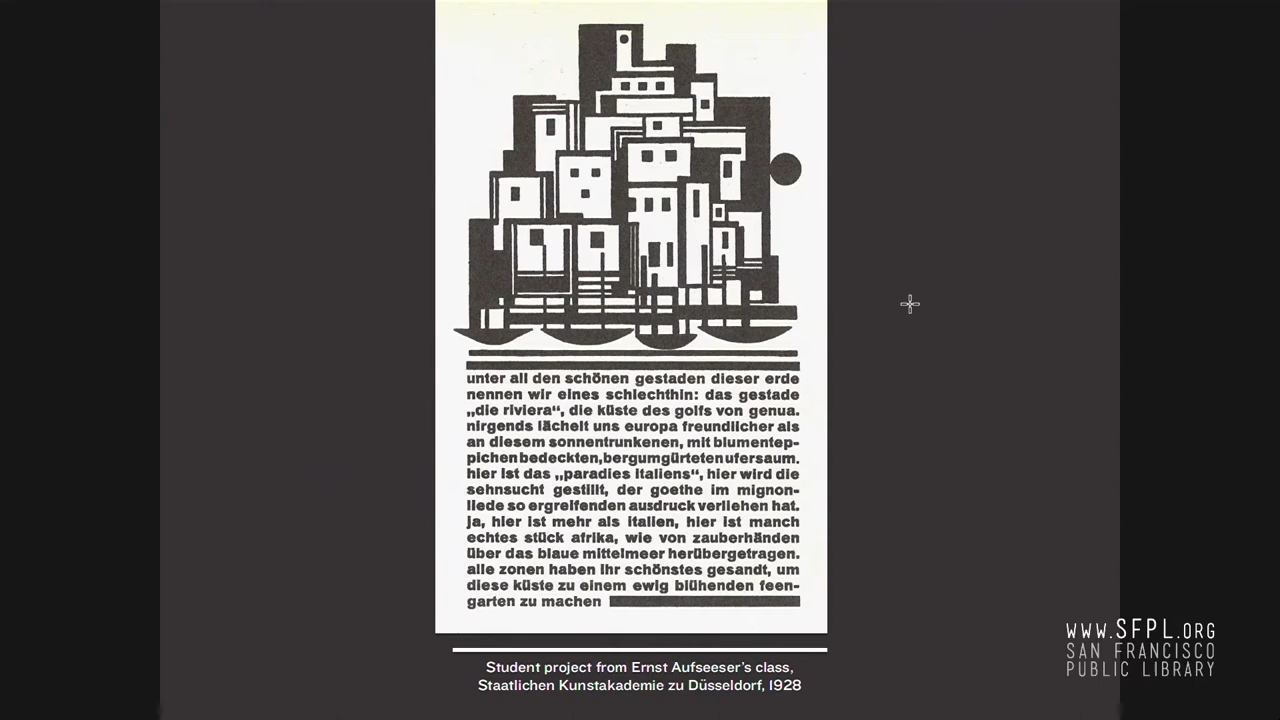 unter all den schönen gestaden dieser erde
nennen wir eines schlechthin: das gestade
„die riviera“, die küste des golfs von genua.
nirgends lächelt uns europa freundlicher als
an diesem sonnentrunkenen, mit blumentep-
pichen bedeckten, bergumgürteten ufersaum.
hier ist das „paradies italiens“, hier wird die
sehnsucht gestillt, der goethe im mignon-
liede so ergreifenden ausdruck verliehen hat.
ja, hier ist mehr als italien, hier ist manch
echtes stück afrika, wie von zauberhänden
über das blaue mittelmeer herübergetragen.
alle zonen haben ihr schönstes gesandt, um
diese küste zu einem ewig blühenden feen-
garten zu machen
Student project from Ernst Aufseeser's class,
Staatlichen Kunstakademie zu Düsseldorf, 1928
www.SFPL.ORG
SAN FRANCISCO
PUBLIC LIBRARY